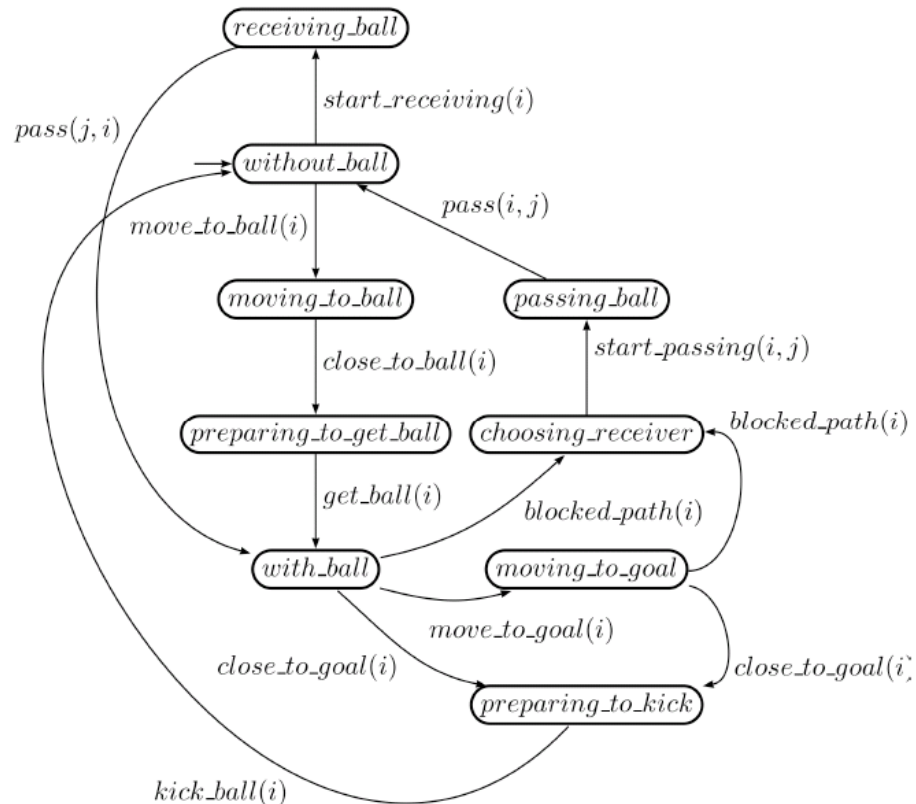 receiving_ball
start_receiving(i)
pass(j, i)
without_ball
pass(i, j)
move_to_ball(i)
moving_to_ball
passing_ball
close_to_ball(i)
start_passing(i, j)
preparing_to_get_ball
choosing_receiver
blocked_path(i)
get_ball(i)
blocked_path(i)
with_ball
moving_to_goal
move_to_goal(i)
close_to_goal(i)
close_to_goal(i)
preparing_to_kick
kick_ball(i)